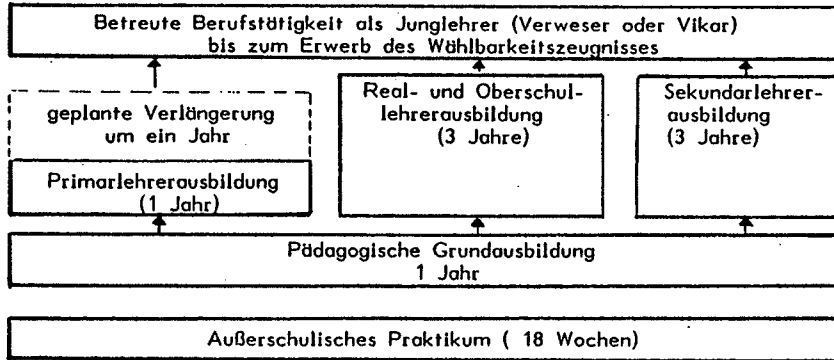 Betreute Berufstätigkeit als Junglehrer (Verweser oder Vikar)
bis zum Erwerb des Wählbarkeitszeugnisses
geplante Verlängerung
um ein Jahr
Primarlehrerausbildung
(1 Jahr)
Real- und Oberschul-
lehrerausbildung
(3 Jahre)
Sekundarlehrer-
ausbildung
(3 Jahre)
Pädagogische Grundausbildung
1 Jahr
Außerschulisches Praktikum ( 18 Wochen)